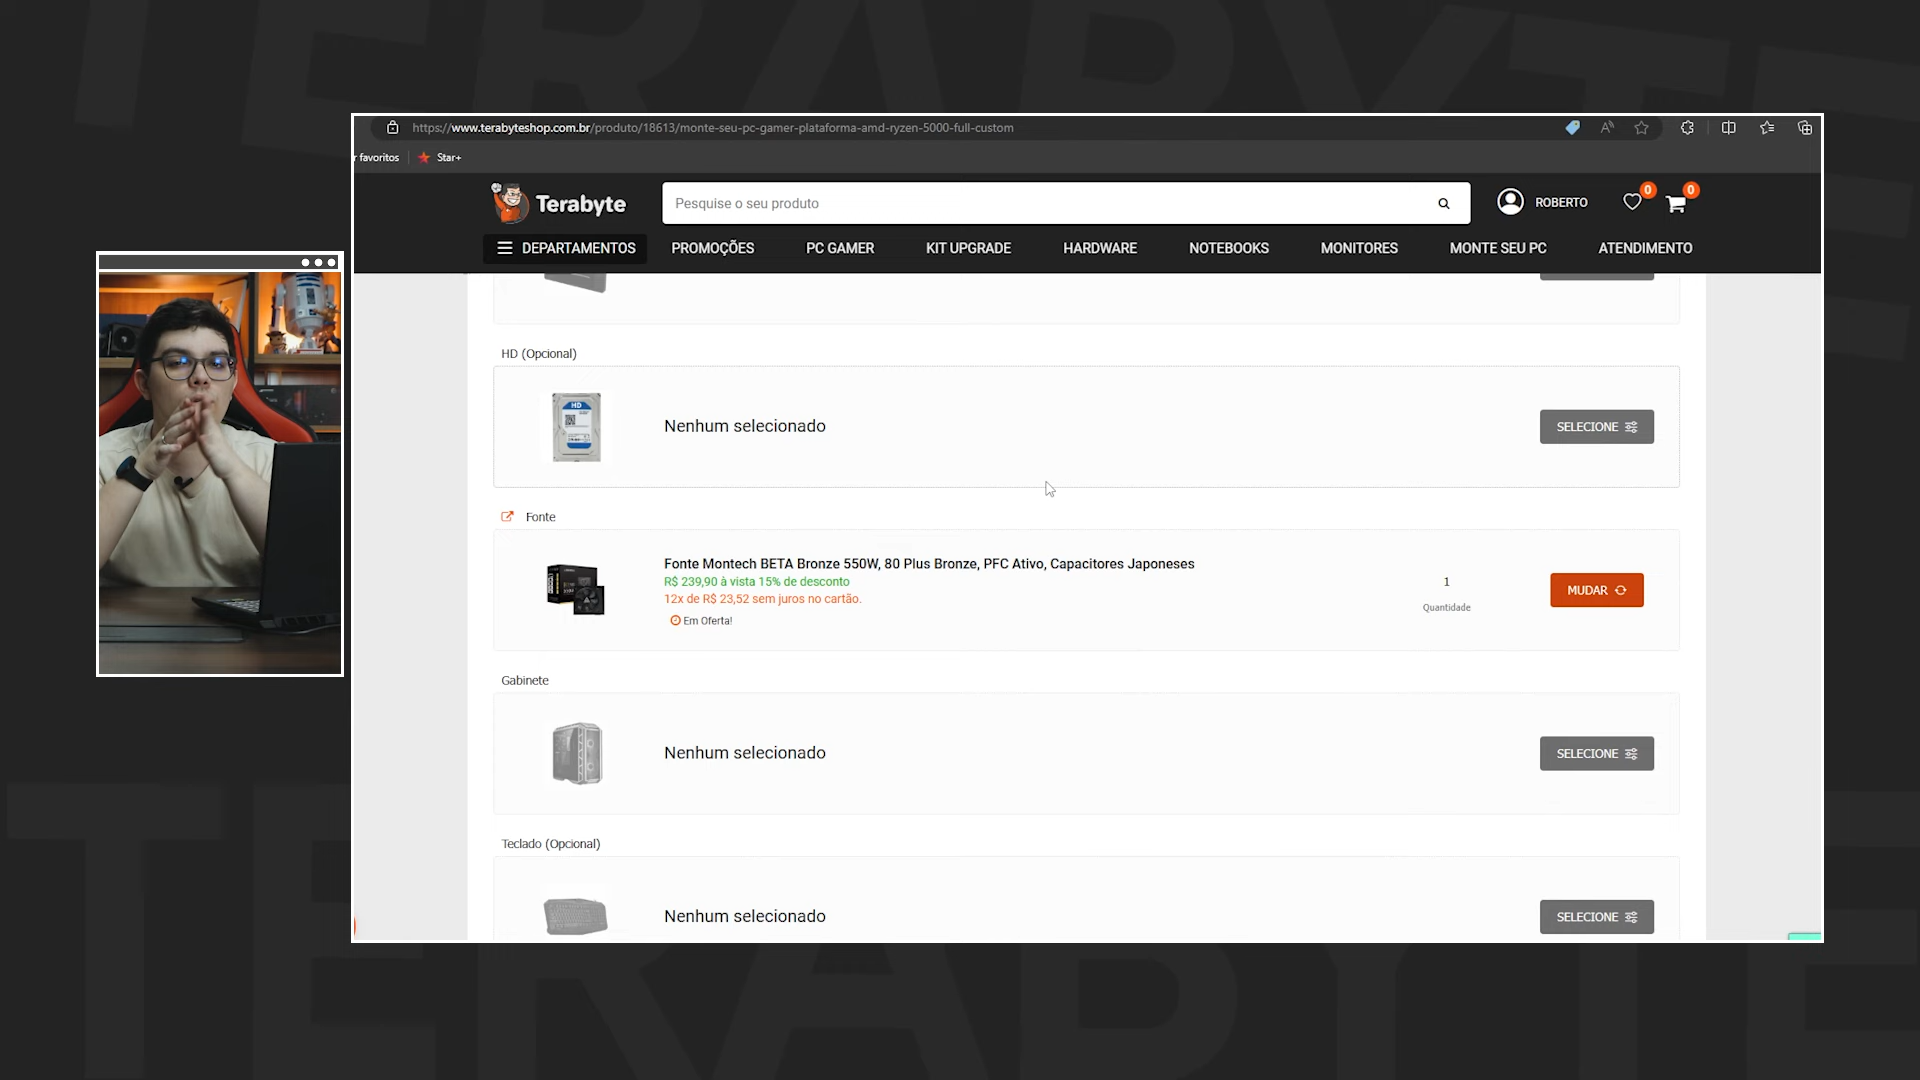 TERABYTE
https://www.terabyteshop.com.br/produto/18613/monte-seu-pc-gamer-plataforma-amd-ryzen-5000-full-custom
r favoritos
Star+
Terabyte
Pesquise o seu produto
ROBERTO
0
0
DEPARTAMENTOS
PROMOÇÕES
PC GAMER
KIT UPGRADE
HARDWARE
NOTEBOOKS
MONITORES
MONTE SEU PC
ATENDIMENTO
HD (Opcional)
HD
Nenhum selecionado
SELECIONE
Fonte
Fonte Montech BETA Bronze 550W, 80 Plus Bronze, PFC Ativo, Capacitores Japoneses
R$ 239,90 à vista 15% de desconto
12x de R$ 23,52 sem juros no cartão.
Em Oferta!
1
Quantidade
MUDAR
Gabinete
Nenhum selecionado
SELECIONE
Teclado (Opcional)
Nenhum selecionado
SELECIONE
TERABYTE